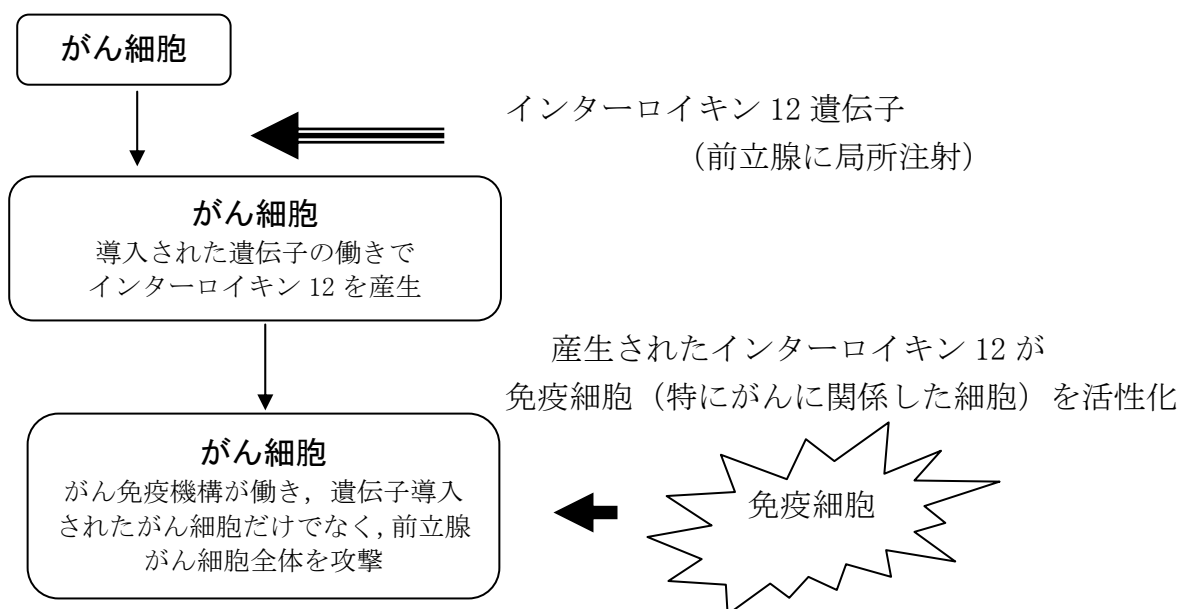 がん細胞
インターロイキン 12 遺伝子
（前立腺に局所注射）
がん細胞
導入された遺伝子の働きで
インターロイキン 12 を産生
産生されたインターロイキン 12 が
免疫細胞（特にがんに関係した細胞）を活性化
がん細胞
がん免疫機構が働き，遺伝子導入
されたがん細胞だけでなく，前立腺
がん細胞全体を攻撃
免疫細胞